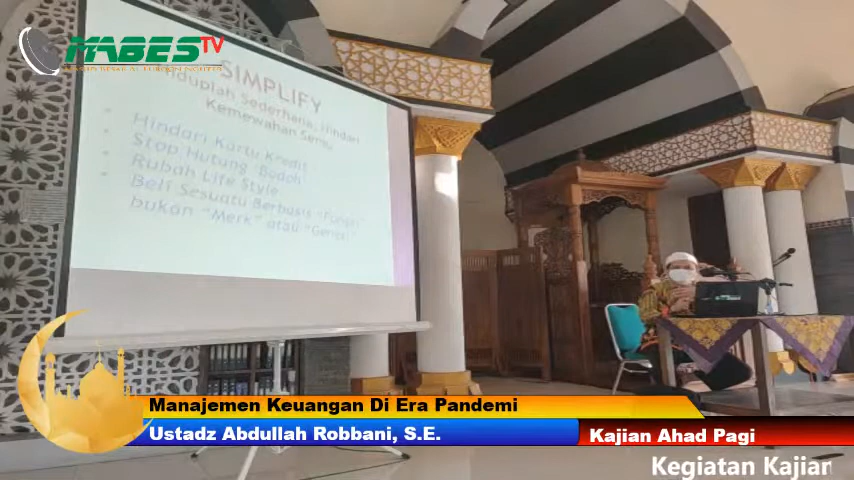 MABES TV
SIMPLIFY
Hiduplah Sederhana, Hindari
Kemewahan Semu
Hindari Kartu Kredit
Stop Hutang "Bodoh"
Rubah Life Style
Beli Sesuatu Berbasis "Fungsi"
bukan "Merk" atau "Gengsi"
Manajemen Keuangan Di Era Pandemi
Ustadz Abdullah Robbani, S.E.
Kajian Ahad Pagi
Kegiatan Kajian